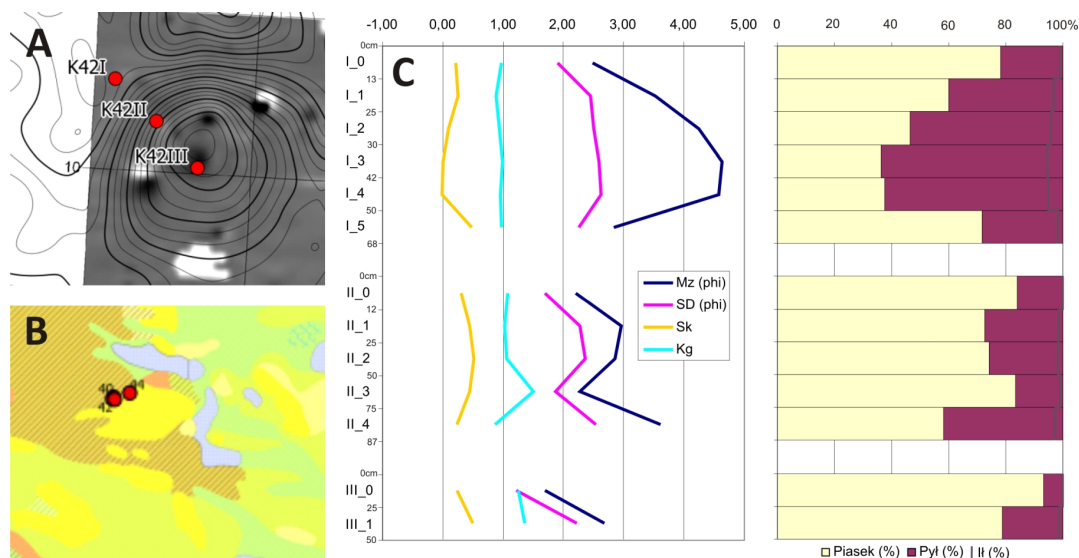 A
K42I
K42II
K42III
10
B
40
44
42
C
-1,00 0,00 1,00 2,00 3,00 4,00 5,00
0cm
I_0
13
I_1
25
I_2
30
I_3
42
I_4
50
I_5
68
0cm
II_0
12
II_1
25
II_2
50
II_3
75
II_4
87
0cm
III_0
25
III_1
50
Mz (phi)
SD (phi)
Sk
Kg
0 20 40 60 80 100%
Piasek (%) Pył (%) Ił (%)